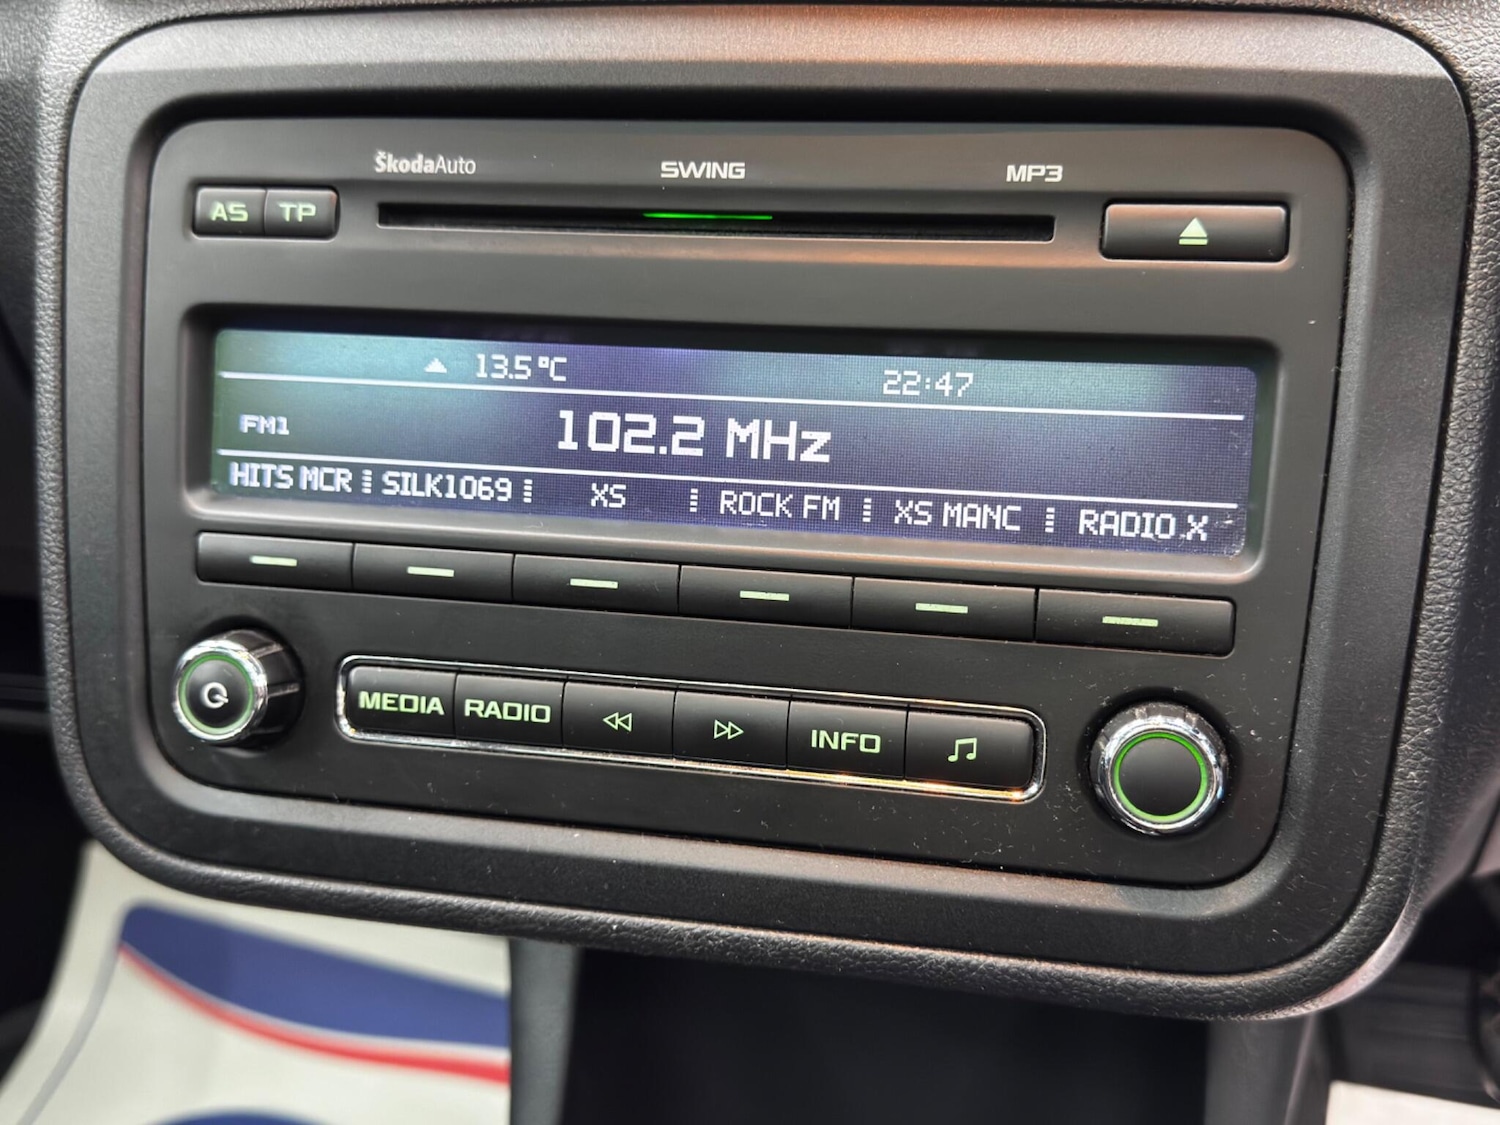 ŠkodaAuto SWING MP3
AS TP
13.5°C 22:47
FM1 102.2 MHz
HITS MCR SILK1069 XS ROCK FM XS MANC RADIO X
MEDIA RADIO INFO